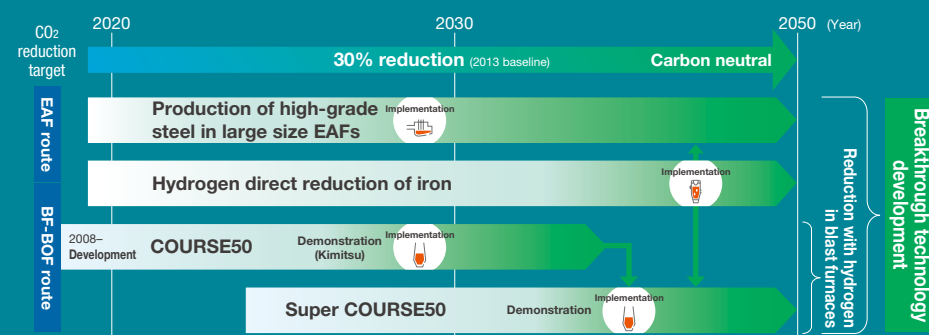 2020
2030
2050 (Year)
CO₂
reduction
target
30% reduction (2013 baseline)
Carbon neutral
EAF route
Production of high-grade
steel in large size EAFs
Implementation
Hydrogen direct reduction of iron
Implementation
BF-BOF route
2008–
Development
COURSE50
Demonstration
(Kimitsu)
Implementation
Super COURSE50
Demonstration
Implementation
Reduction with hydrogen
in blast furnaces
Breakthrough technology
development